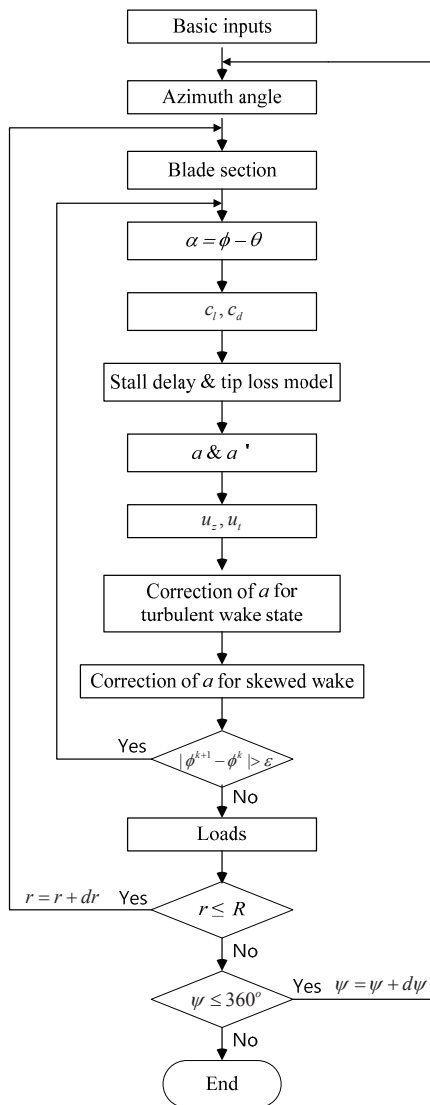 Basic inputs
Azimuth angle
Blade section
α = ϕ − θ
c_l, c_d
Stall delay & tip loss model
a & a '
u_z, u_t
Correction of a for
turbulent wake state
Correction of a for skewed wake
Yes
| ϕ^{k+1} − ϕ^k | > ε
No
Loads
r = r + dr Yes
r ≤ R
No
ψ ≤ 360^o
Yes ψ = ψ + dψ
No
End